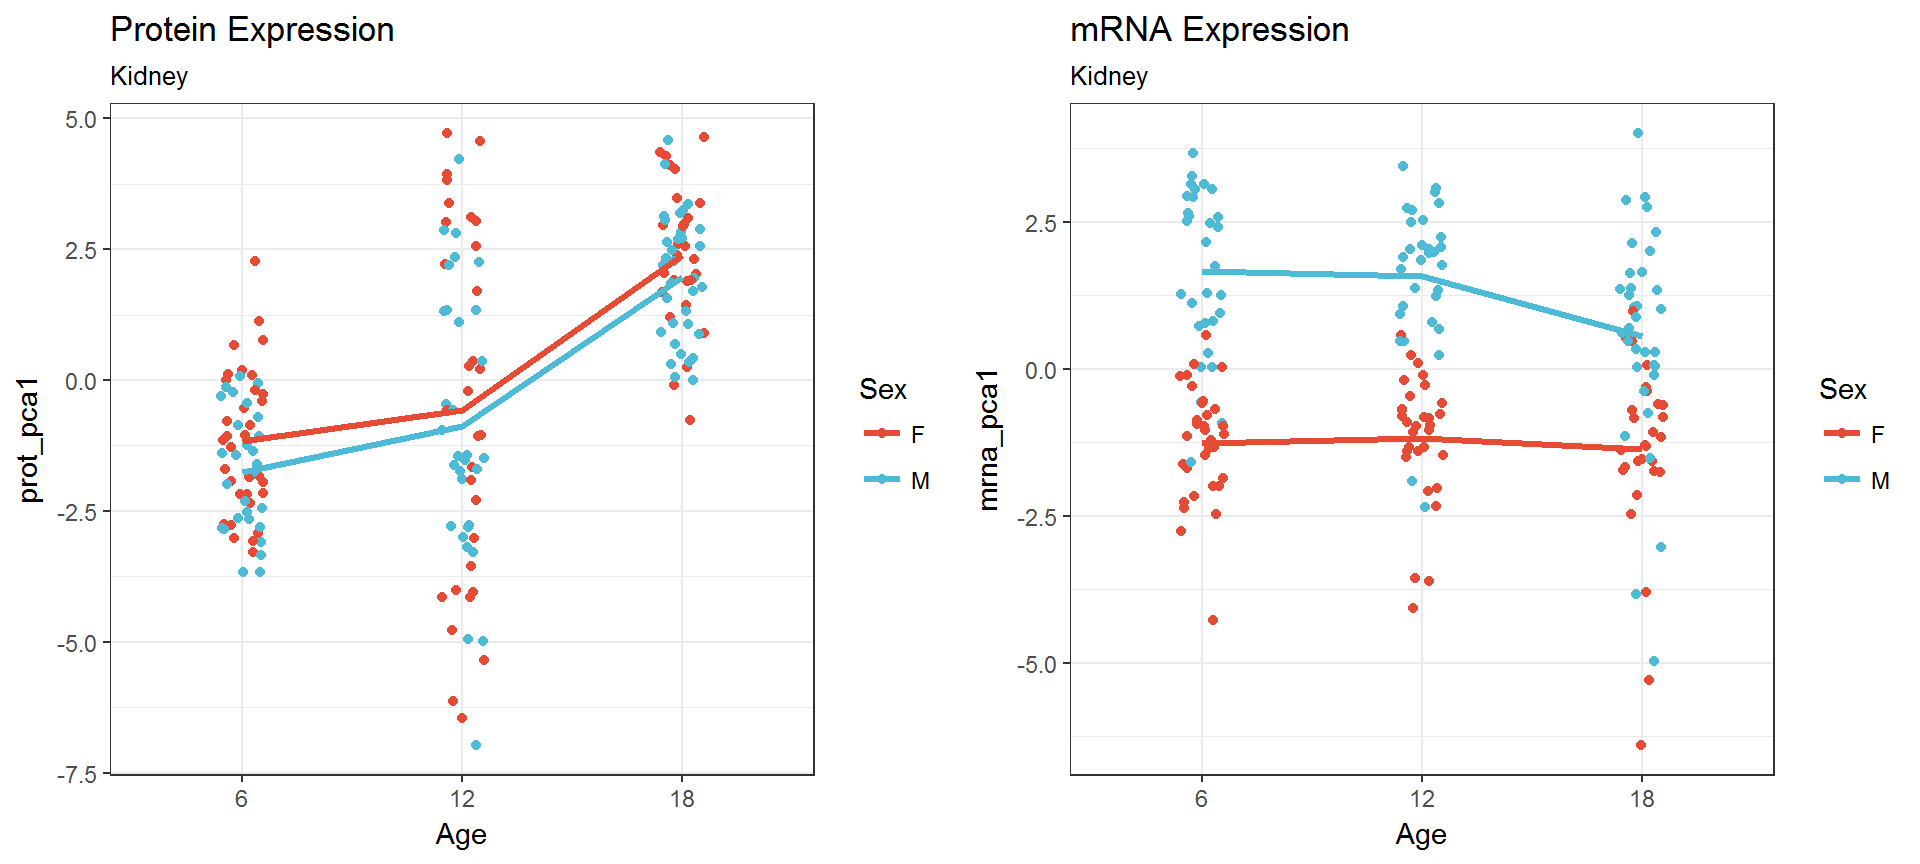 Protein Expression
Kidney
5.0
2.5
0.0
-2.5
-5.0
-7.5
prot_pca1
6 12 18
Age
Sex
F
M
mRNA Expression
Kidney
2.5
0.0
-2.5
-5.0
mrna_pca1
6 12 18
Age
Sex
F
M